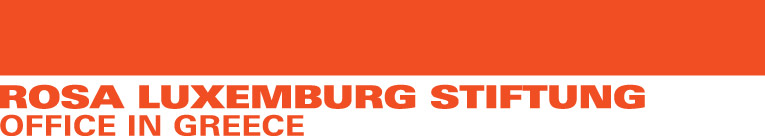 ROSA LUXEMBURG STIFTUNG
OFFICE IN GREECE